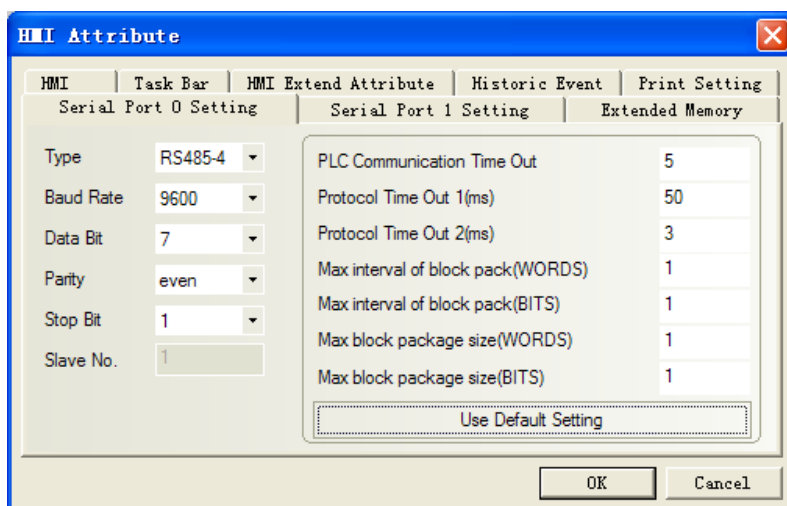 HMI Attribute
HMI Task Bar HMI Extend Attribute Historic Event Print Setting
Serial Port 0 Setting Serial Port 1 Setting Extended Memory
Type RS485-4
Baud Rate 9600
Data Bit 7
Parity even
Stop Bit 1
Slave No. 1
PLC Communication Time Out 5
Protocol Time Out 1(ms) 50
Protocol Time Out 2(ms) 3
Max interval of block pack(WORDS) 1
Max interval of block pack(BITS) 1
Max block package size(WORDS) 1
Max block package size(BITS) 1
Use Default Setting
OK Cancel